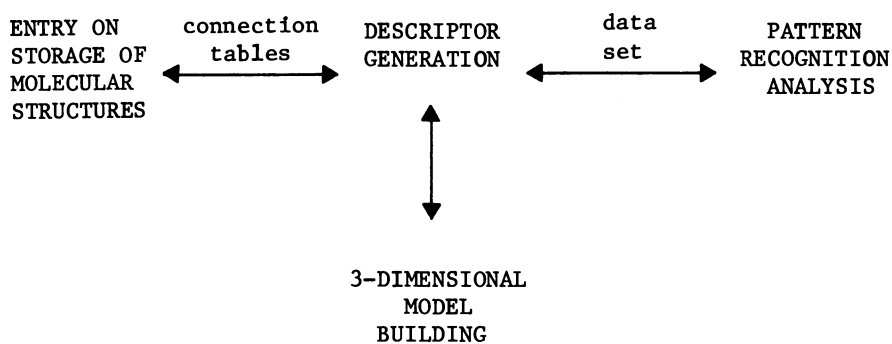 ENTRY ON
STORAGE OF
MOLECULAR
STRUCTURES
connection
tables
DESCRIPTOR
GENERATION
data
set
PATTERN
RECOGNITION
ANALYSIS
3-DIMENSIONAL
MODEL
BUILDING